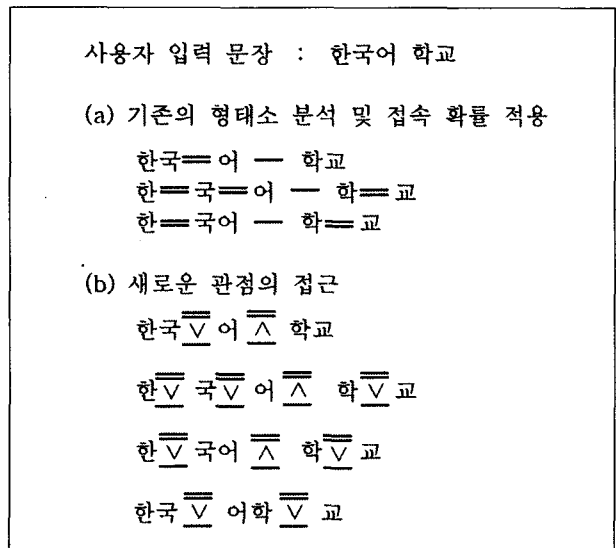 사용자 입력 문장 : 한국어 학교
(a) 기존의 형태소 분석 및 접속 확률 적용
한국═어 — 학교
한═국═어 — 학═교
한═국어 — 학═교
(b) 새로운 관점의 접근
한국 ∨ 어 ∧ 학교
한 ∨ 국 ∨ 어 ∧ 학 ∨ 교
한 ∨ 국어 ∧ 학 ∨ 교
한국 ∨ 어학 ∨ 교